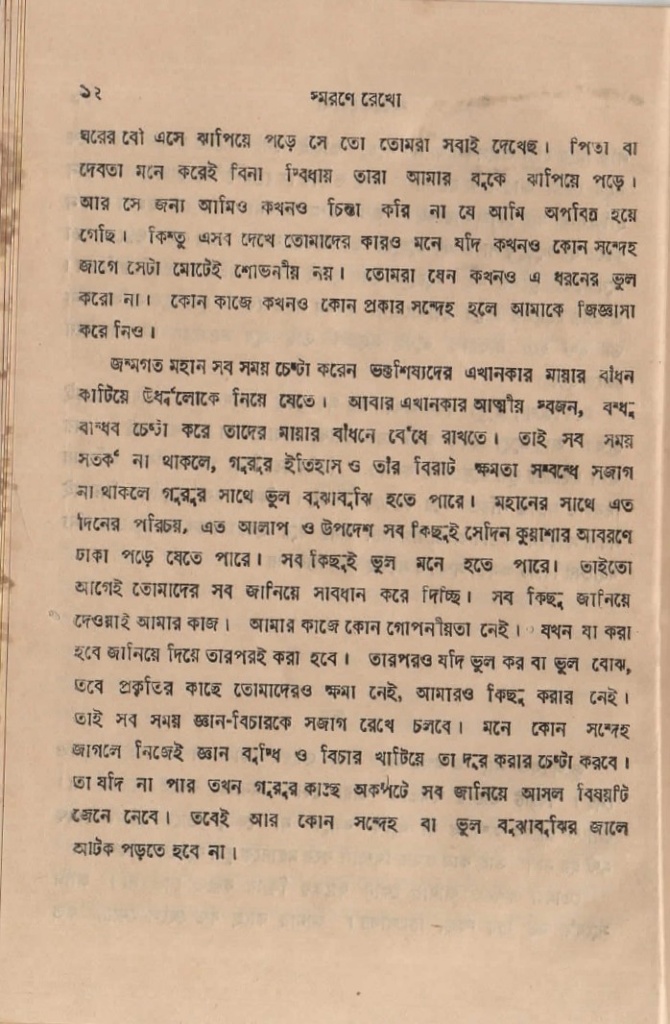 ১২
স্মরণে রেখো
ঘরের বৌ এসে ঝাপিয়ে পড়ে সে তো তোমরা সবাই দেখেছ। পিতা বা
দেবতা মনে করেই বিনা দ্বিধায় তারা আমার বুকে ঝাপিয়ে পড়ে।
আর সে জন্য আমিও কখনও চিন্তা করি না যে আমি অপবিত্র হয়ে
গেছি। কিন্তু এসব দেখে তোমাদের কারও মনে যদি কখনও কোন সন্দেহ
জাগে সেটা মোটেই শোভনীয় নয়। তোমরা যেন কখনও এ ধরনের ভুল
করো না। কোন কাজে কখনও কোন প্রকার সন্দেহ হলে আমাকে জিজ্ঞাসা
করে নিও।
জন্মগত মহান সব সময় চেষ্টা করেন ভক্তশিষ্যদের এখানকার মায়ার বাঁধন
কাটিয়ে উর্ধ্বলোকে নিয়ে যেতে। আবার এখানকার আত্মীয় স্বজন, বন্ধু
বান্ধব চেষ্টা করে তাদের মায়ার বাঁধনে বেঁধে রাখতে। তাই সব সময়
সতর্ক না থাকলে, গুরুর ইতিহাস ও তাঁর বিরাট ক্ষমতা সম্বন্ধে সজাগ
না থাকলে গুরুর সাথে ভুল বুঝাবুঝি হতে পারে। মহানের সাথে এত
দিনের পরিচয়, এত আলাপ ও উপদেশ সব কিছুই সেদিন কুয়াশার আবরণে
ঢাকা পড়ে যেতে পারে। সব কিছুই ভুল মনে হতে পারে। তাইতো
আগেই তোমাদের সব জানিয়ে সাবধান করে দিচ্ছি। সব কিছু জানিয়ে
দেওয়াই আমার কাজ। আমার কাজে কোন গোপনীয়তা নেই। যখন যা করা
হবে জানিয়ে দিয়ে তারপরই করা হবে। তারপরও যদি ভুল কর বা ভুল বোঝ,
তবে প্রকৃতির কাছে তোমাদেরও ক্ষমা নেই, আমারও কিছু করার নেই।
তাই সব সময় জ্ঞান-বিচারকে সজাগ রেখে চলবে। মনে কোন সন্দেহ
জাগলে নিজেই জ্ঞান বুদ্ধি ও বিচার খাটিয়ে তা দূর করার চেষ্টা করবে।
তা যদি না পার তখন গুরুর কাছে অকপটে সব জানিয়ে আসল বিষয়টি
জেনে নেবে। তবেই আর কোন সন্দেহ বা ভুল বুঝাবুঝির জালে
আটক পড়তে হবে না।